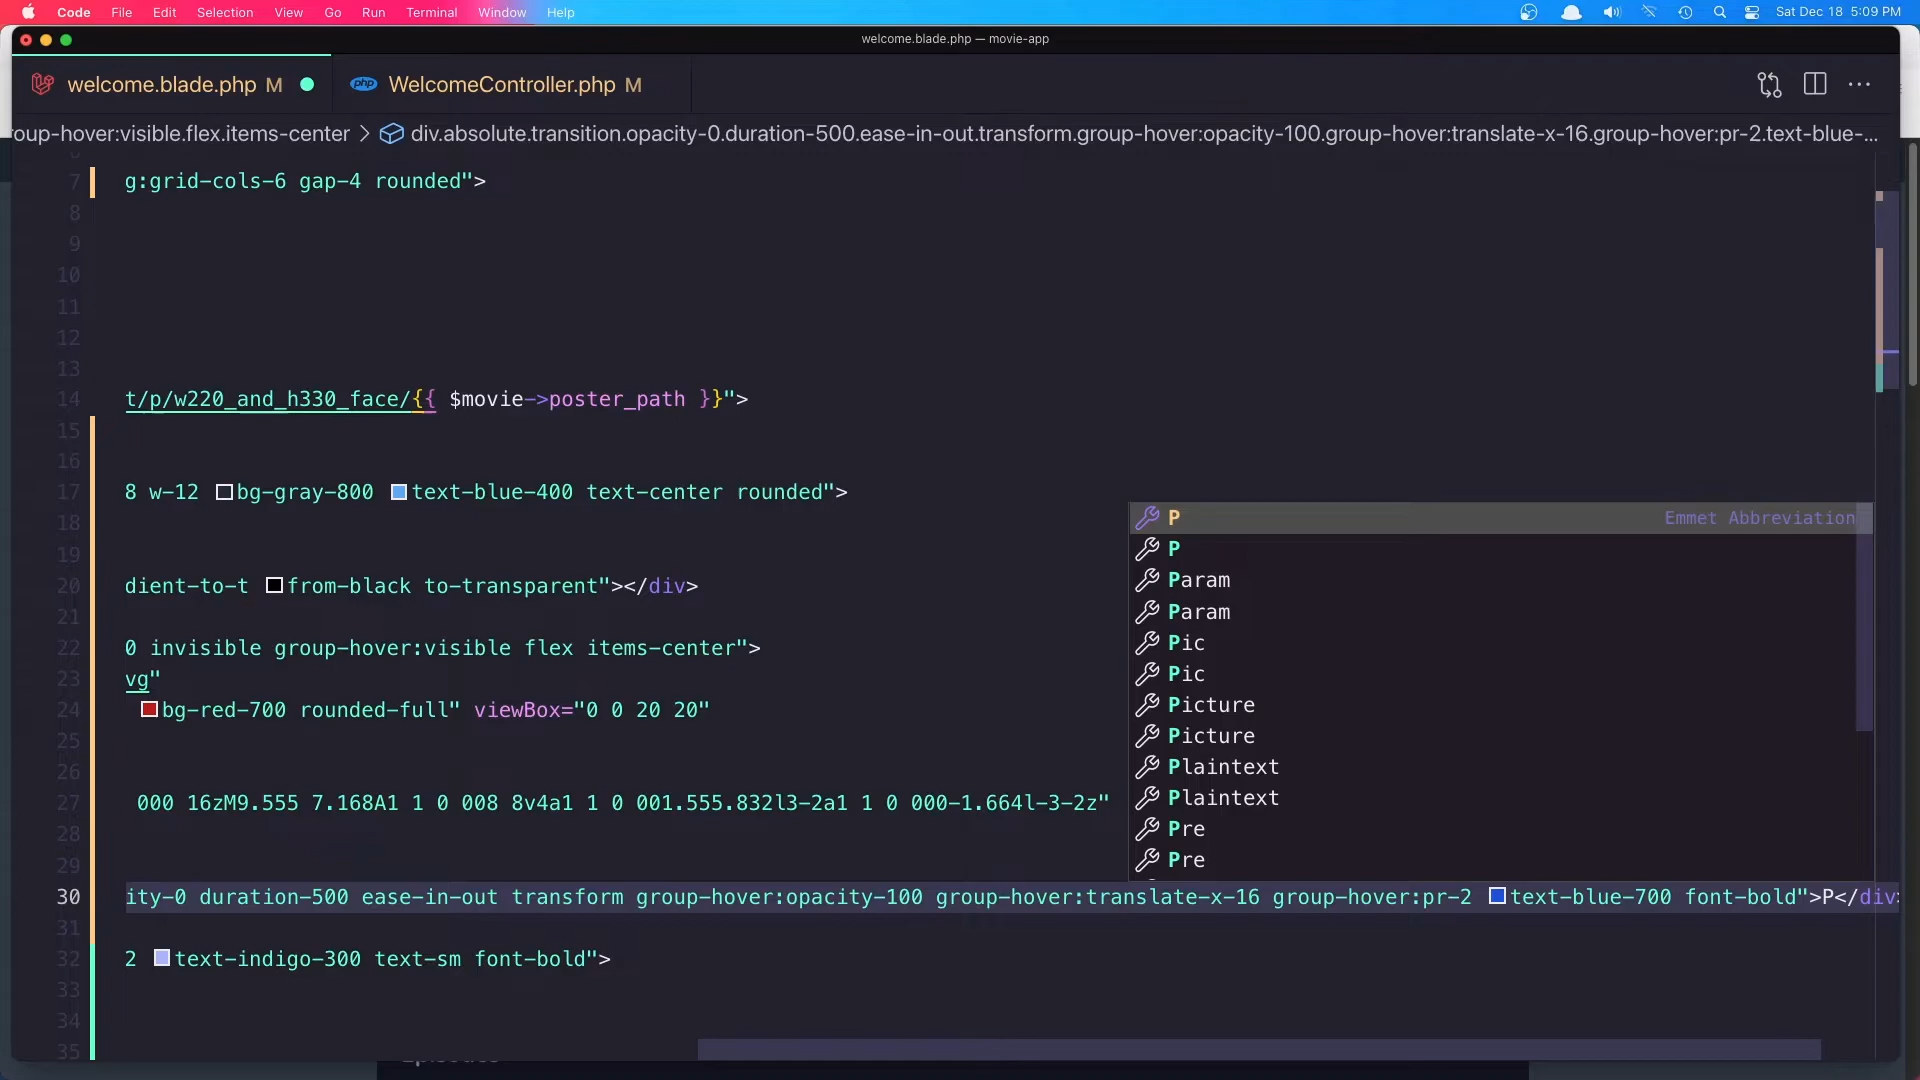 Code File Edit Selection View Go Run Terminal Window Help Sat Dec 18 5:09 PM
welcome.blade.php — movie-app
welcome.blade.php M php WelcomeController.php M
oup-hover:visible.flex.items-center > div.absolute.transition.opacity-0.duration-500.ease-in-out.transform.group-hover:opacity-100.group-hover:translate-x-16.group-hover:pr-2.text-blue-...
7 g:grid-cols-6 gap-4 rounded">
8
9
10
11
12
13
14 t/p/w220_and_h330_face/{{ $movie->poster_path }}">
15
16
17 8 w-12 bg-gray-800 text-blue-400 text-center rounded">
18
19
20 dient-to-t from-black to-transparent"></div>
21
22 0 invisible group-hover:visible flex items-center">
23 vg"
24 bg-red-700 rounded-full" viewBox="0 0 20 20"
25
26
27 000 16zM9.555 7.168A1 1 0 008 8v4a1 1 0 001.555.832l3-2a1 1 0 000-1.664l-3-2z"
28
29
30 ity-0 duration-500 ease-in-out transform group-hover:opacity-100 group-hover:translate-x-16 group-hover:pr-2 text-blue-700 font-bold">P</div>
31
32 2 text-indigo-300 text-sm font-bold">
33
34
35
P Emmet Abbreviation
P
Param
Param
Pic
Pic
Picture
Picture
Plaintext
Plaintext
Pre
Pre